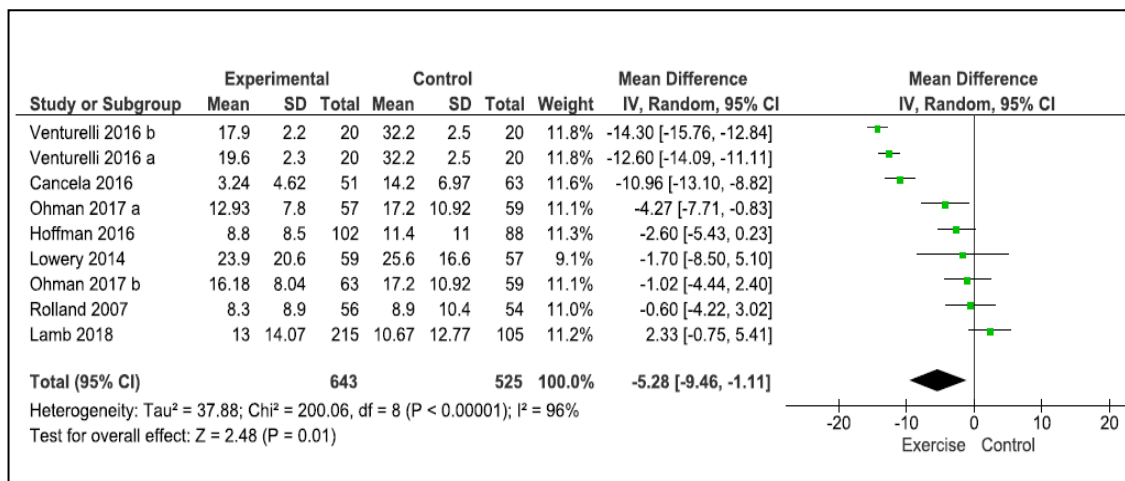 Experimental Control Mean Difference Mean Difference
Study or Subgroup Mean SD Total Mean SD Total Weight IV, Random, 95% CI IV, Random, 95% CI
Venturelli 2016 b 17.9 2.2 20 32.2 2.5 20 11.8% -14.30 [-15.76, -12.84]
Venturelli 2016 a 19.6 2.3 20 32.2 2.5 20 11.8% -12.60 [-14.09, -11.11]
Cancela 2016 3.24 4.62 51 14.2 6.97 63 11.6% -10.96 [-13.10, -8.82]
Ohman 2017 a 12.93 7.8 57 17.2 10.92 59 11.1% -4.27 [-7.71, -0.83]
Hoffman 2016 8.8 8.5 102 11.4 11 88 11.3% -2.60 [-5.43, 0.23]
Lowery 2014 23.9 20.6 59 25.6 16.6 57 9.1% -1.70 [-8.50, 5.10]
Ohman 2017 b 16.18 8.04 63 17.2 10.92 59 11.1% -1.02 [-4.44, 2.40]
Rolland 2007 8.3 8.9 56 8.9 10.4 54 11.0% -0.60 [-4.22, 3.02]
Lamb 2018 13 14.07 215 10.67 12.77 105 11.2% 2.33 [-0.75, 5.41]
Total (95% CI) 643 525 100.0% -5.28 [-9.46, -1.11]
Heterogeneity: Tau² = 37.88; Chi² = 200.06, df = 8 (P < 0.00001); I² = 96%
Test for overall effect: Z = 2.48 (P = 0.01)
-20 -10 0 10 20
Exercise Control